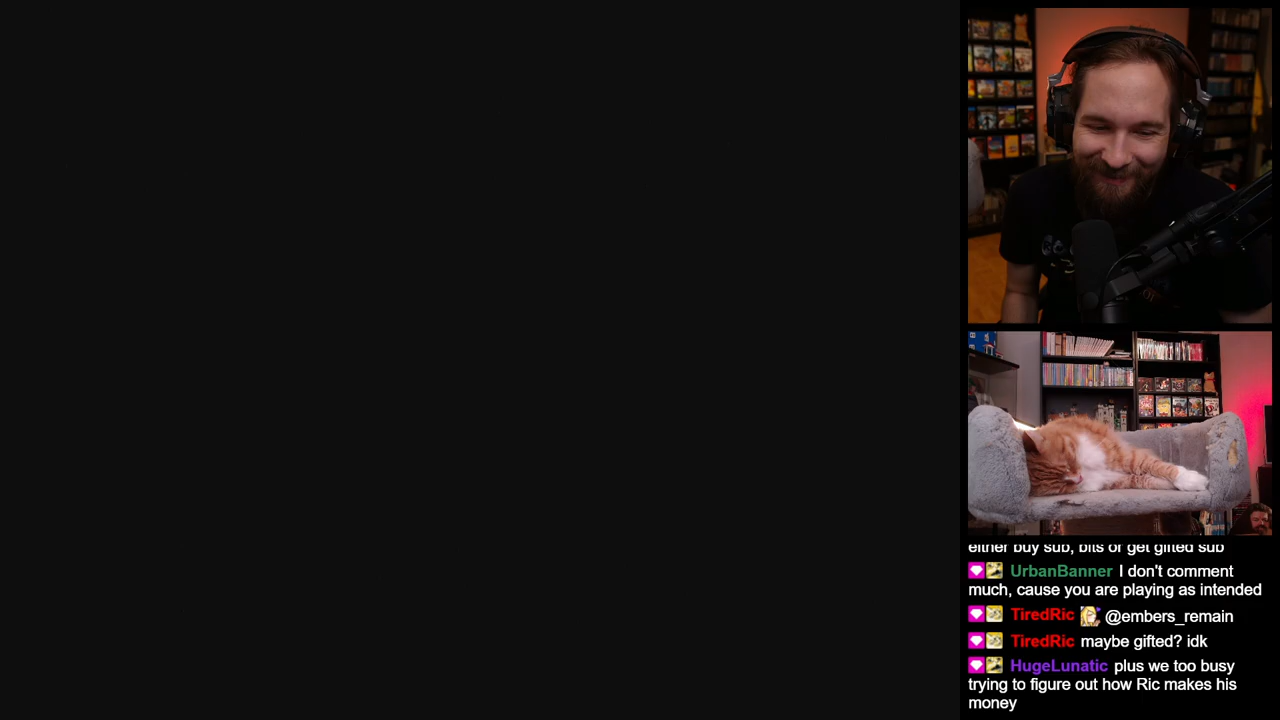 either buy sub, bits or get gifted sub
UrbanBanner I don't comment
much, cause you are playing as intended
TiredRic @embers_remain
TiredRic maybe gifted? idk
HugeLunatic plus we too busy
trying to figure out how Ric makes his
money